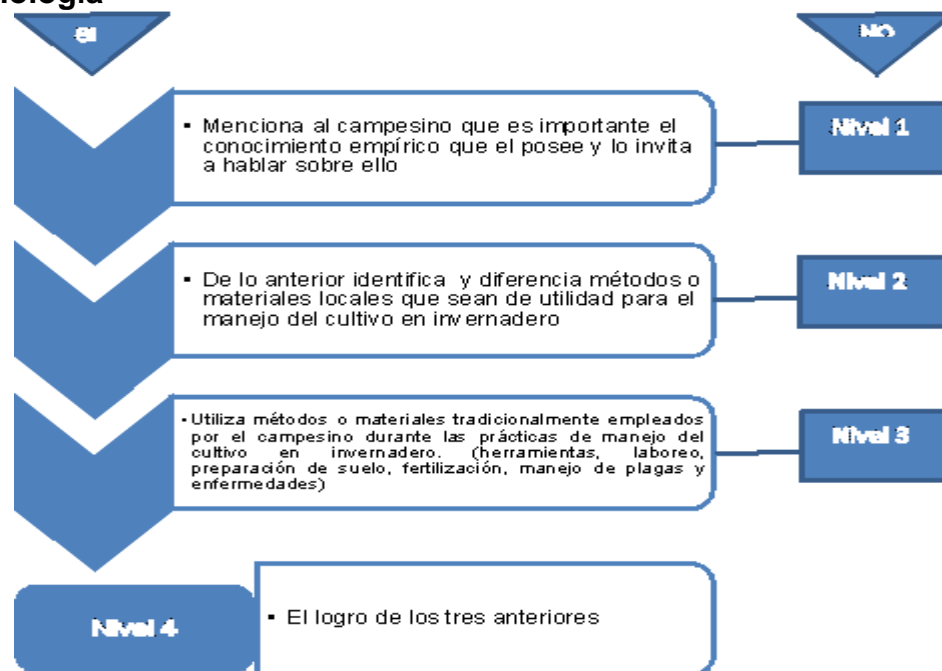 SI
NO
▪ Menciona al campesino que es importante el
conocimiento empírico que el posee y lo invita
a hablar sobre ello
Nivel 1
▪ De lo anterior identifica y diferencia métodos o
materiales locales que sean de utilidad para el
manejo del cultivo en invernadero
Nivel 2
▪ Utiliza métodos o materiales tradicionalmente empleados
por el campesino durante las prácticas de manejo del
cultivo en invernadero. (herramientas, laboreo,
preparación de suelo, fertilización, manejo de plagas y
enfermedades)
Nivel 3
Nivel 4
▪ El logro de los tres anteriores